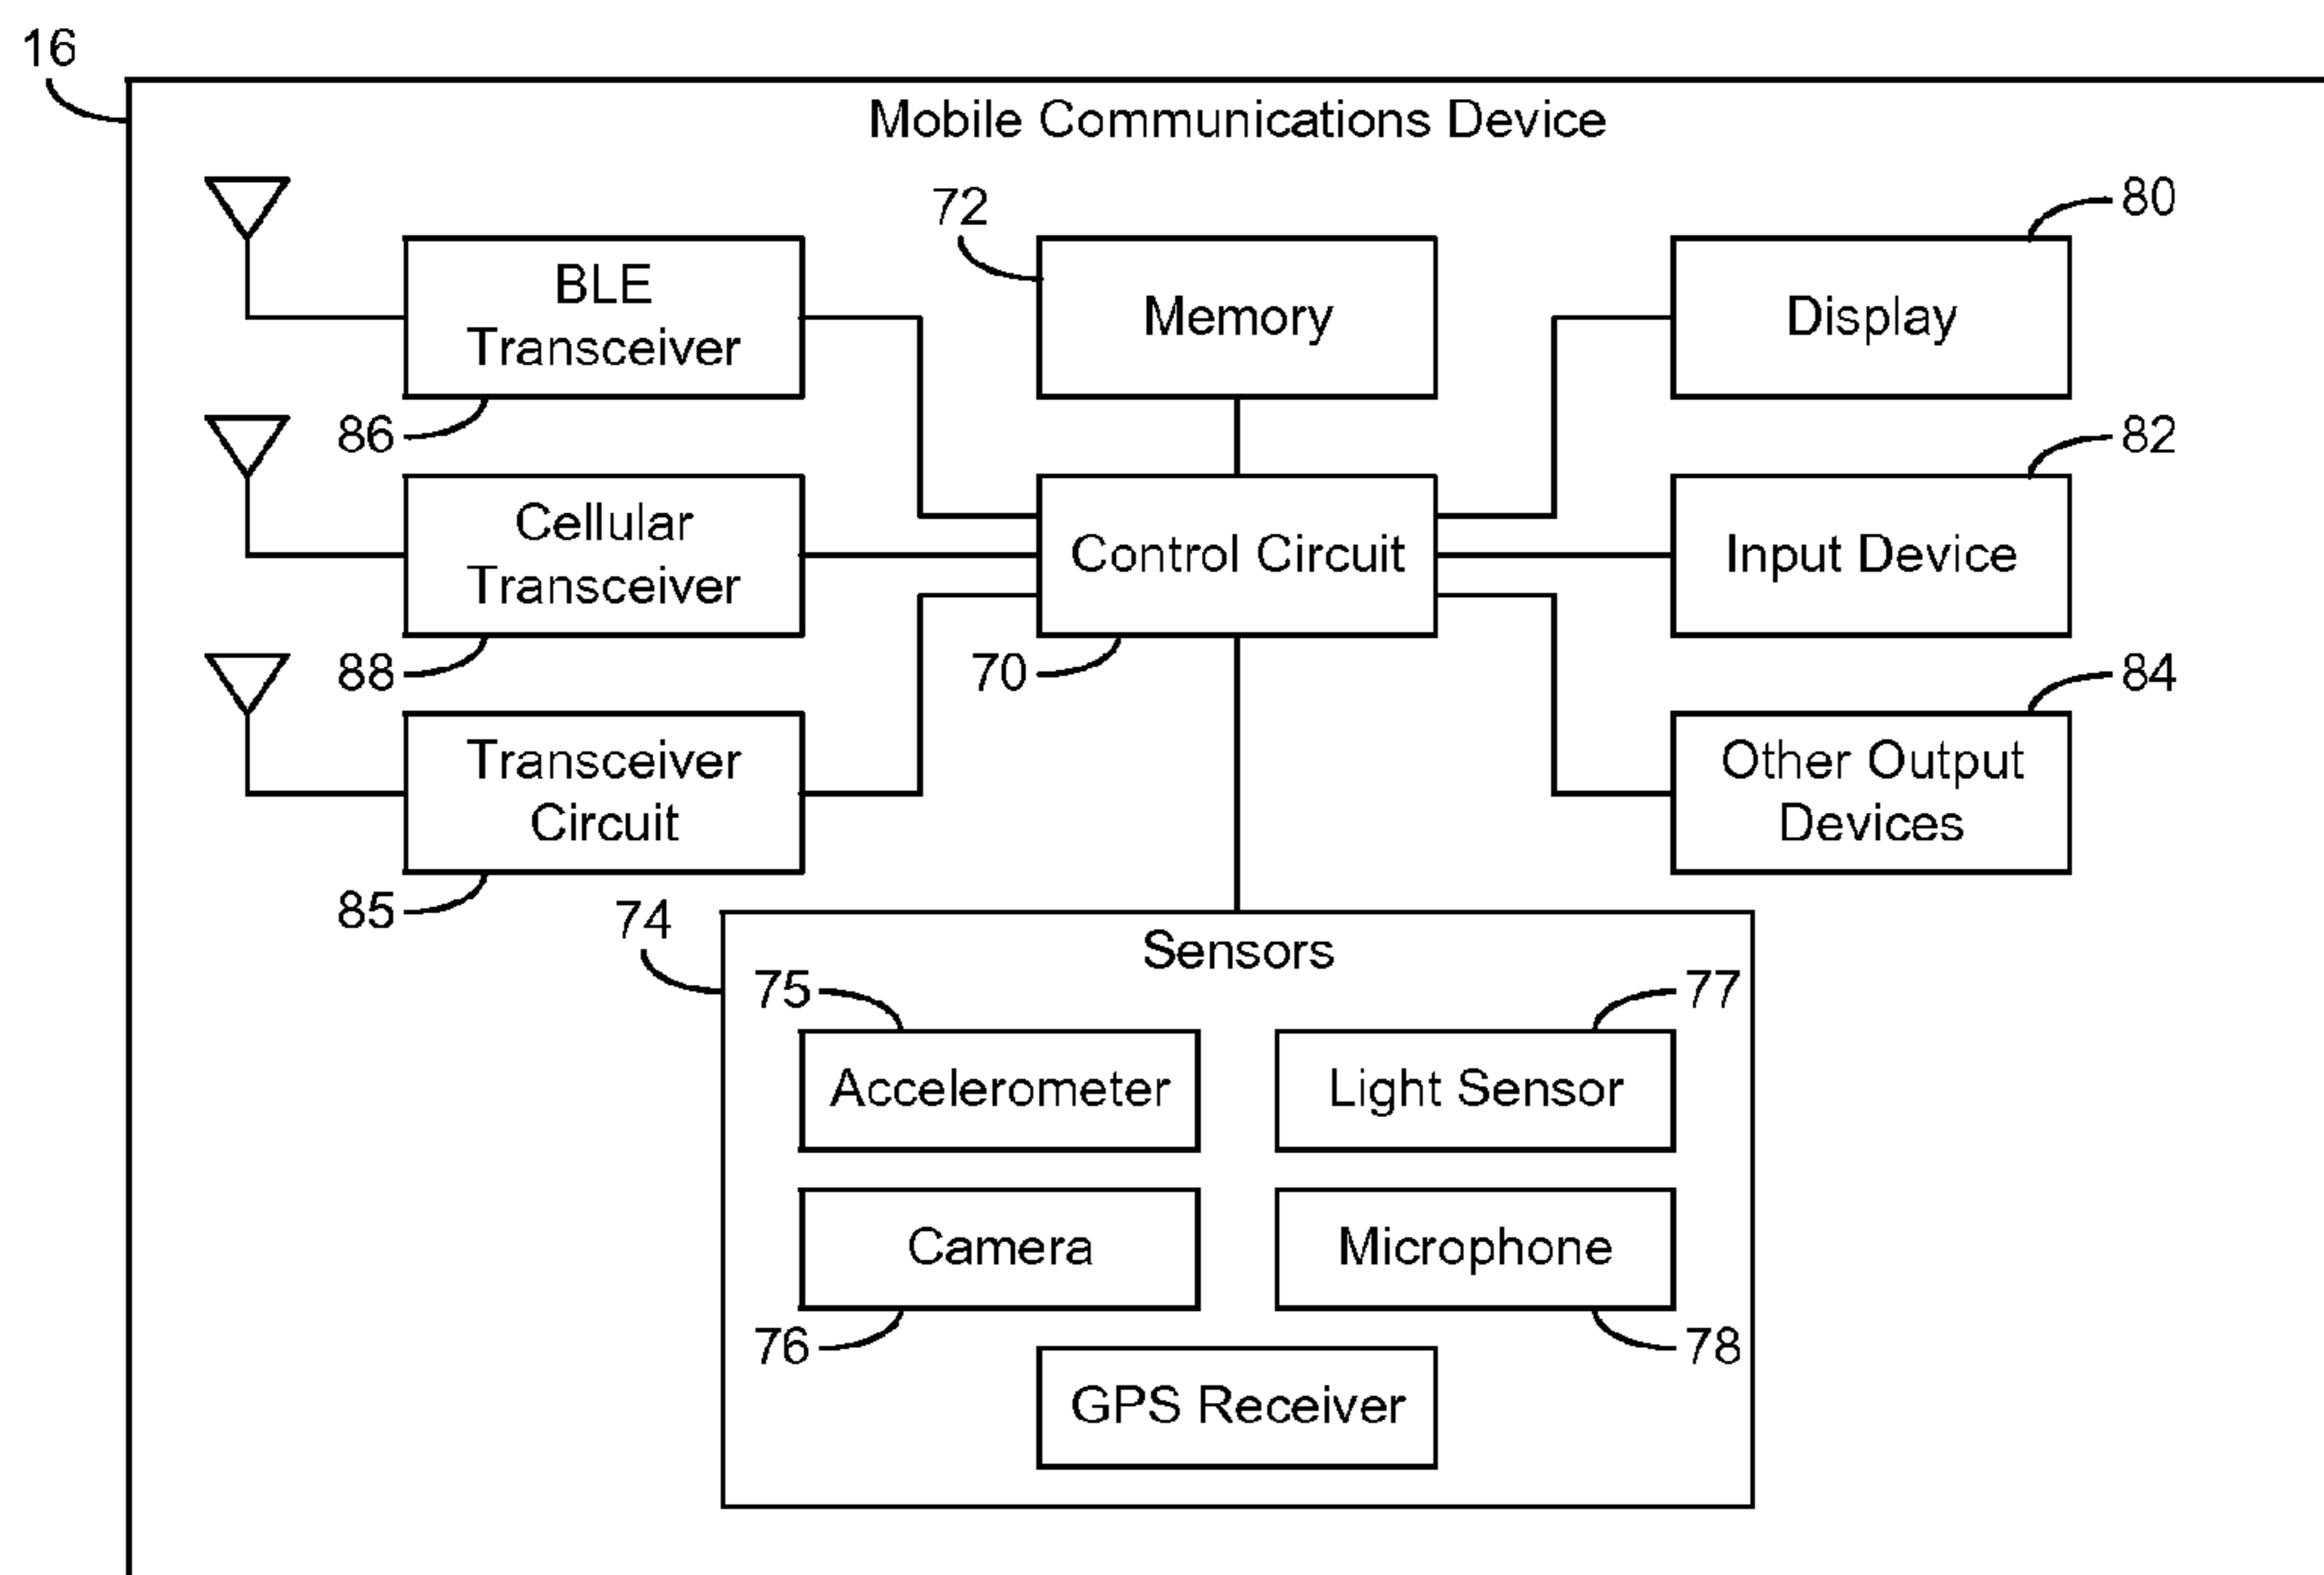 16
Mobile Communications Device
72
80
BLE
Transceiver
Memory
Display
86
82
Cellular
Transceiver
Control Circuit
Input Device
88
70
84
Transceiver
Circuit
Other Output
Devices
85
74
Sensors
75
77
Accelerometer
Light Sensor
Camera
Microphone
76
78
GPS Receiver